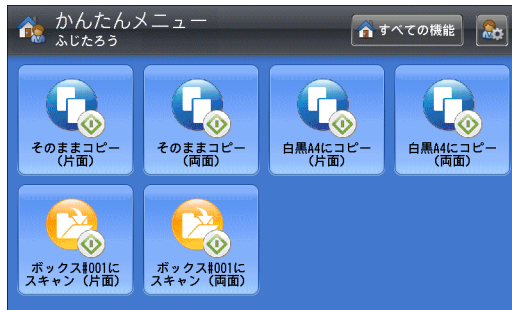 かんたんメニュー
ふじたろう
すべての機能
そのままコピー
（片面）
そのままコピー
（両面）
白黒A4にコピー
（片面）
白黒A4にコピー
（両面）
ボックス#001に
スキャン（片面）
ボックス#001に
スキャン（両面）